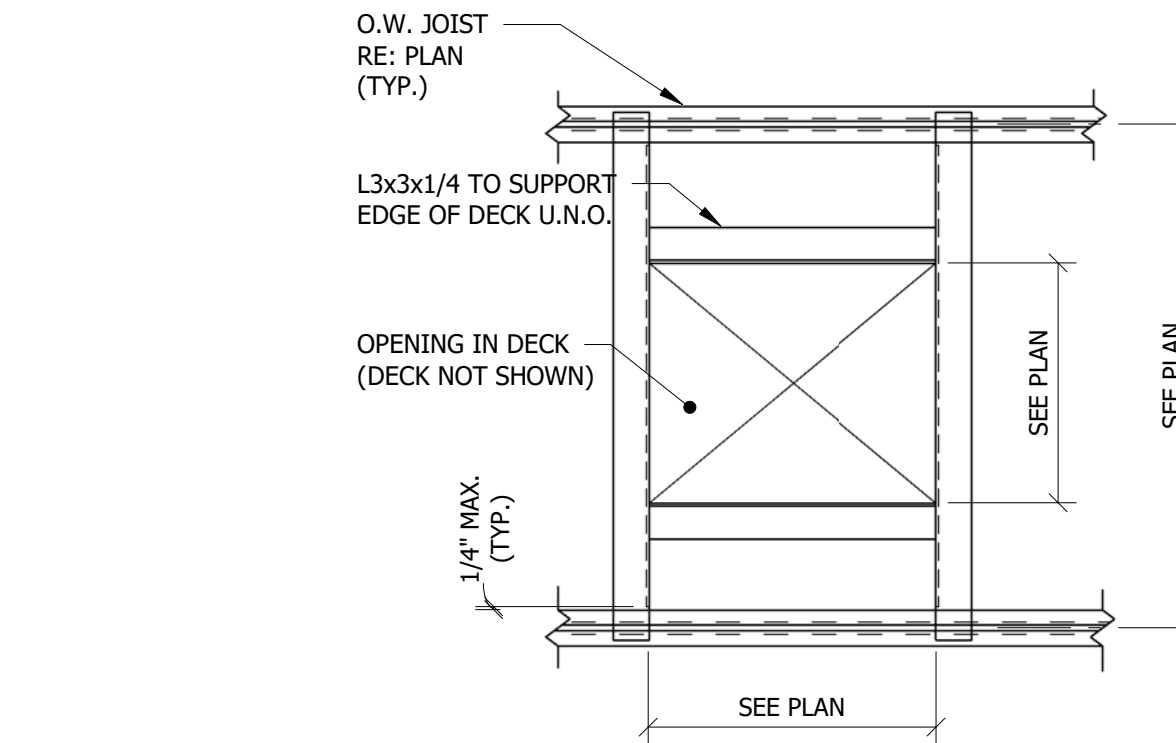 O.W. JOIST
RE: PLAN
(TYP.)
L3x3x1/4 TO SUPPORT
EDGE OF DECK U.N.O.
OPENING IN DECK
(DECK NOT SHOWN)
1/4" MAX.
(TYP.)
SEE PLAN
SEE PLAN
SEE PLAN